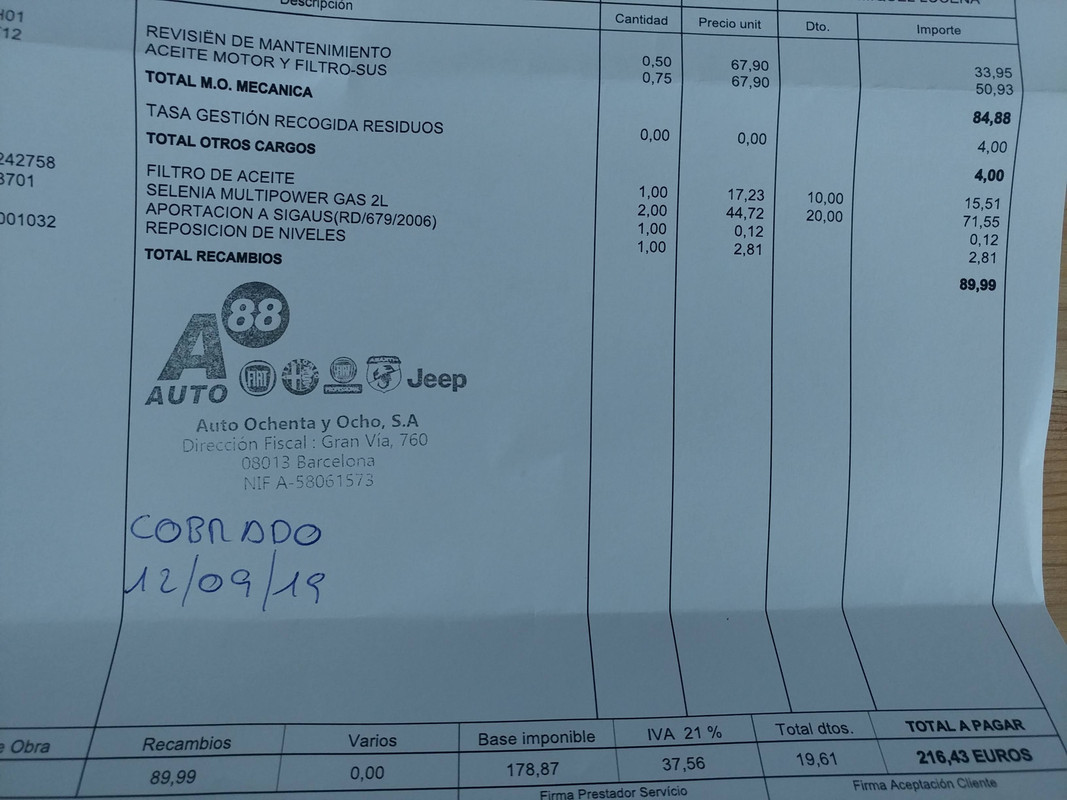 Descripción Cantidad Precio unit Dto. Importe
H01
712
REVISIËN DE MANTENIMIENTO 0,50 67,90 33,95
ACEITE MOTOR Y FILTRO-SUS 0,75 67,90 50,93
TOTAL M.O. MECANICA 84,88
TASA GESTIÓN RECOGIDA RESIDUOS 0,00 0,00 4,00
TOTAL OTROS CARGOS 4,00
242758
3701
001032
FILTRO DE ACEITE 1,00 17,23 10,00 15,51
SELENIA MULTIPOWER GAS 2L 2,00 44,72 20,00 71,55
APORTACION A SIGAUS(RD/679/2006) 1,00 0,12 0,12
REPOSICION DE NIVELES 1,00 2,81 2,81
TOTAL RECAMBIOS 89,99
88
A
AUTO
FIAT
PROFESSIONAL
ABARTH
Jeep
Auto Ochenta y Ocho, S.A
Dirección Fiscal : Gran Vía, 760
08013 Barcelona
NIF A-58061573
COBRADO
12/09/19
e Obra Recambios Varios Base imponible IVA 21 % Total dtos. TOTAL A PAGAR
89,99 0,00 178,87 37,56 19,61 216,43 EUROS
Firma Prestador Servicio Firma Aceptación Cliente